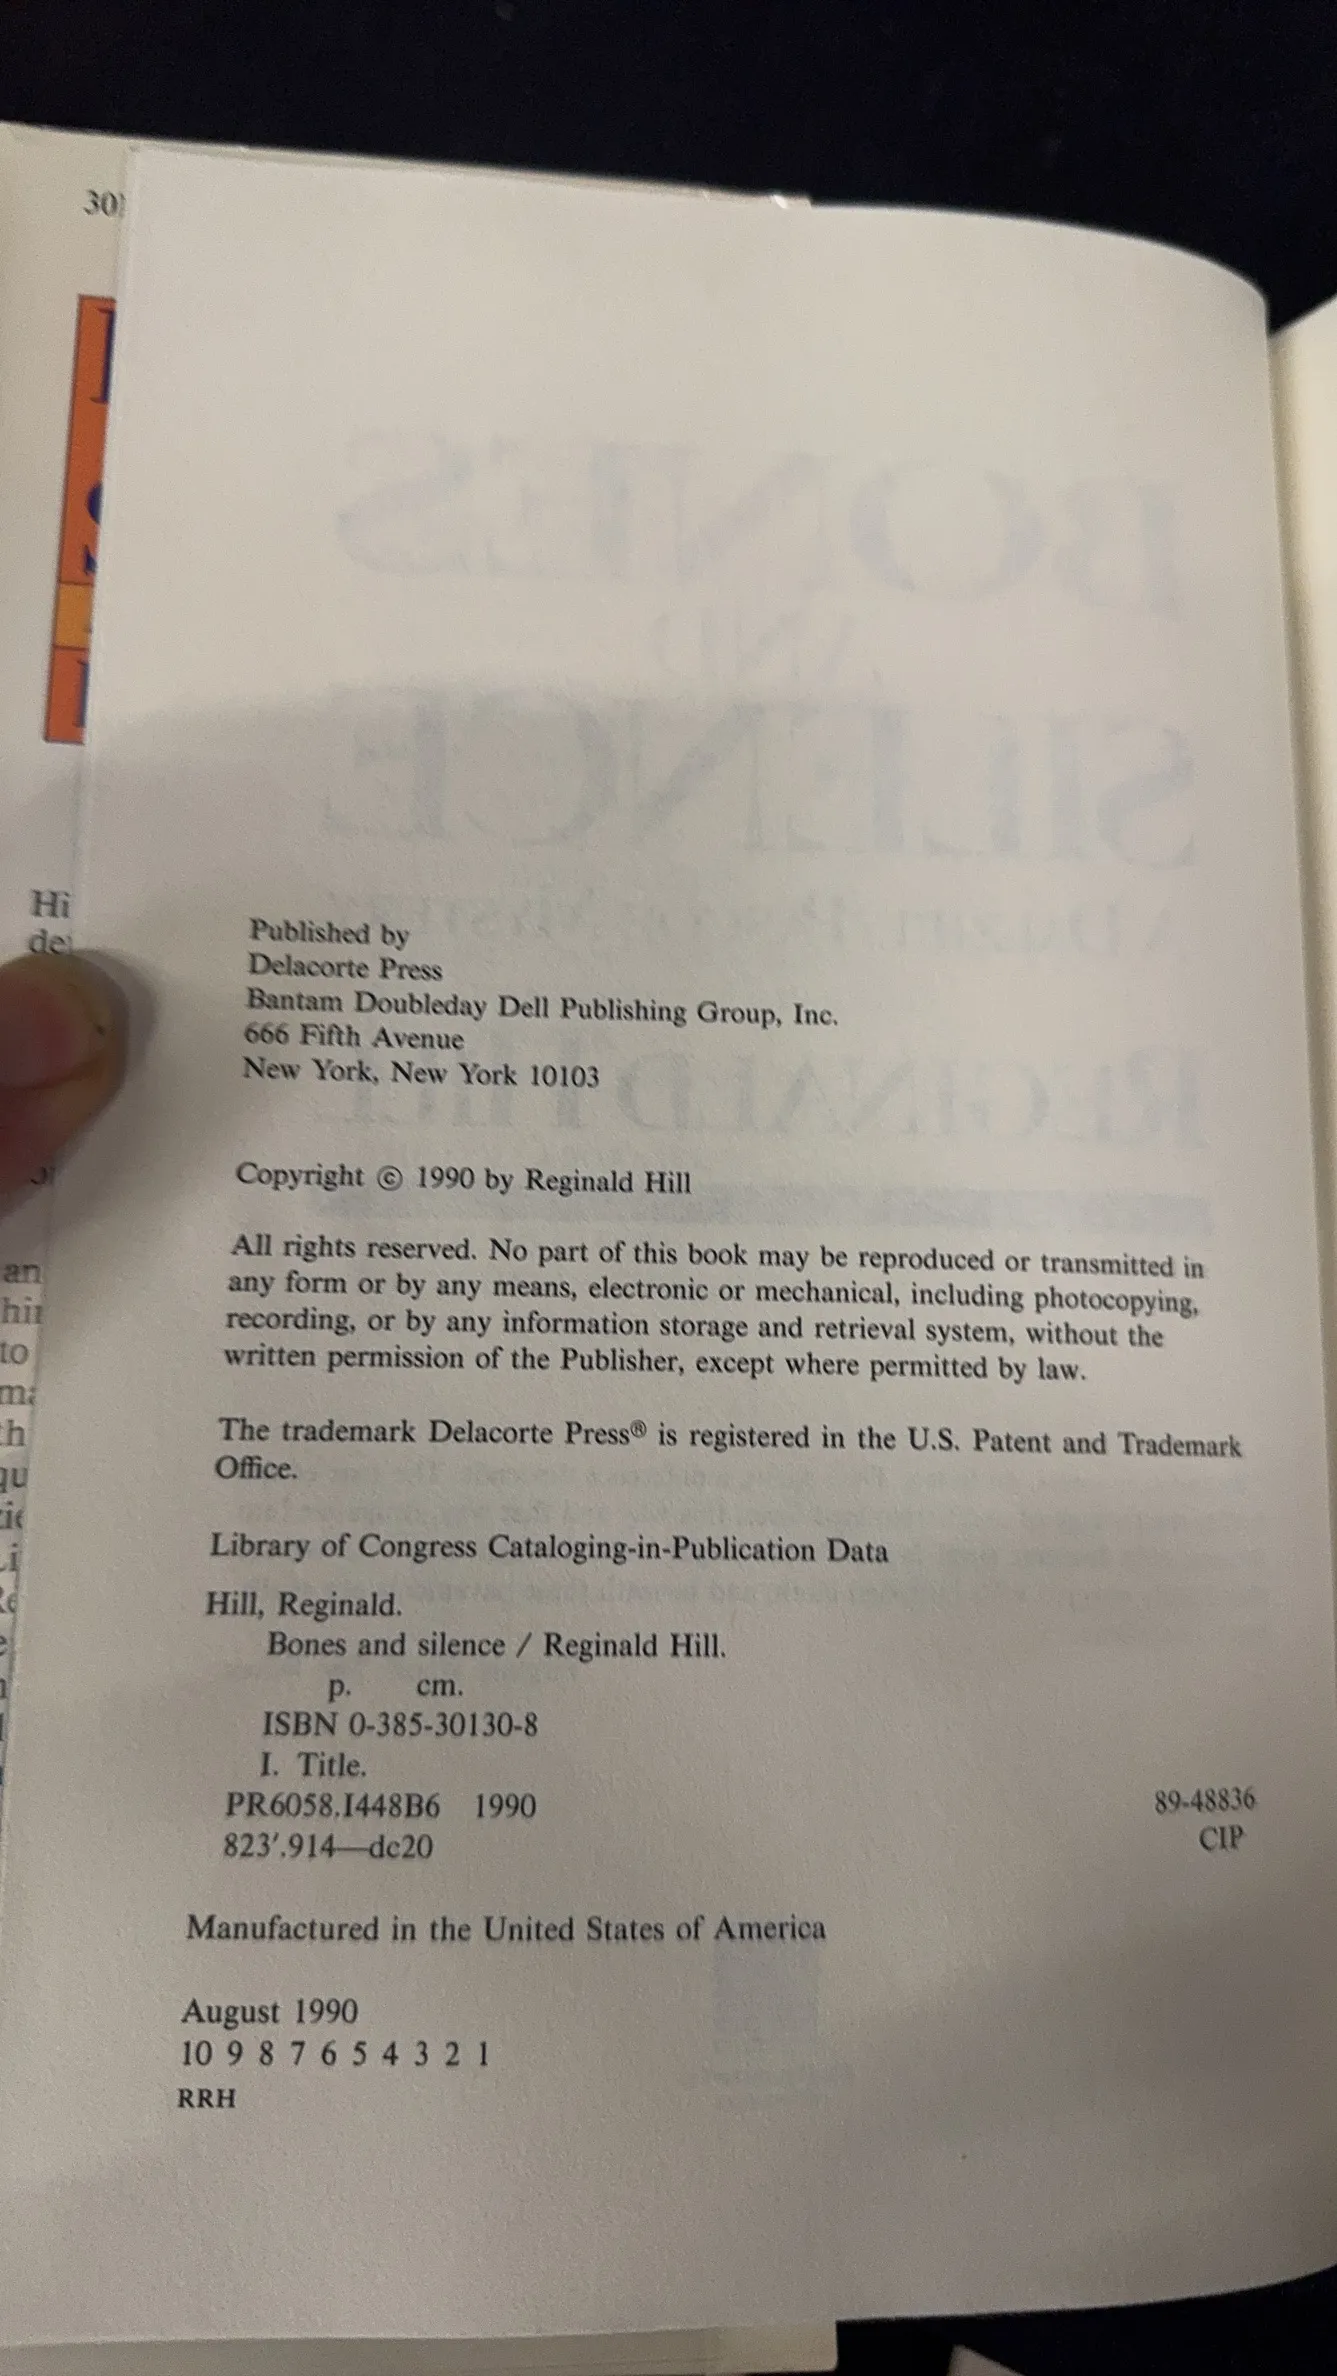 Published by
Delacorte Press
Bantam Doubleday Dell Publishing Group, Inc.
666 Fifth Avenue
New York, New York 10103
Copyright © 1990 by Reginald Hill
All rights reserved. No part of this book may be reproduced or transmitted in
any form or by any means, electronic or mechanical, including photocopying,
recording, or by any information storage and retrieval system, without the
written permission of the Publisher, except where permitted by law.
The trademark Delacorte Press® is registered in the U.S. Patent and Trademark
Office.
Library of Congress Cataloging-in-Publication Data
Hill, Reginald.
Bones and silence / Reginald Hill.
p. cm.
ISBN 0-385-30130-8
I. Title.
PR6058.I448B6 1990 89-48836
823'.914—dc20 CIP
Manufactured in the United States of America
August 1990
10 9 8 7 6 5 4 3 2 1
RRH